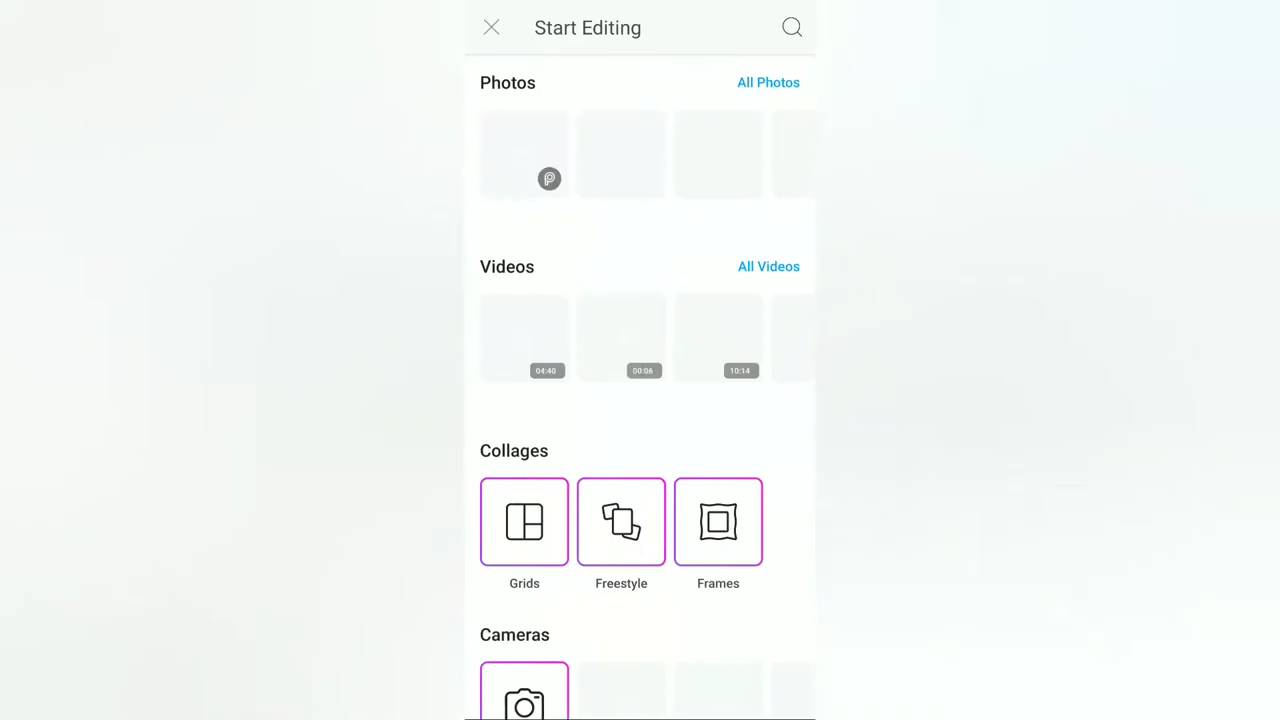 Start Editing
Photos
All Photos
Videos
All Videos
04:40
00:06
10:14
Collages
Grids
Freestyle
Frames
Cameras